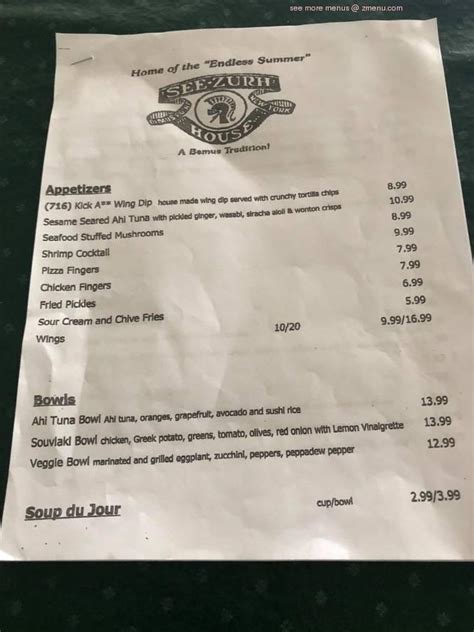 see more menus @ zmenu.com
Home of the "Endless Summer"
SEE-ZURH
NEW YORK
HOUSE
A Bemus Tradition!
Appetizers
(716) Kick A** Wing Dip house made wing dip served with crunchy tortilla chips 8.99
Sesame Seared Ahi Tuna with pickled ginger, wasabi, siracha aioli & wonton crisps 10.99
Seafood Stuffed Mushrooms 8.99
Shrimp Cocktail 9.99
Pizza Fingers 7.99
Chicken Fingers 7.99
Fried Pickles 6.99
Sour Cream and Chive Fries 5.99
Wings 10/20 9.99/16.99
Bowls
Ahi Tuna Bowl Ahi tuna, oranges, grapefruit, avocado and sushi rice 13.99
Souvlaki Bowl chicken, Greek potato, greens, tomato, olives, red onion with Lemon Vinaigrette 13.99
Veggie Bowl marinated and grilled eggplant, zucchini, peppers, peppadew pepper 12.99
Soup du Jour cup/bowl 2.99/3.99